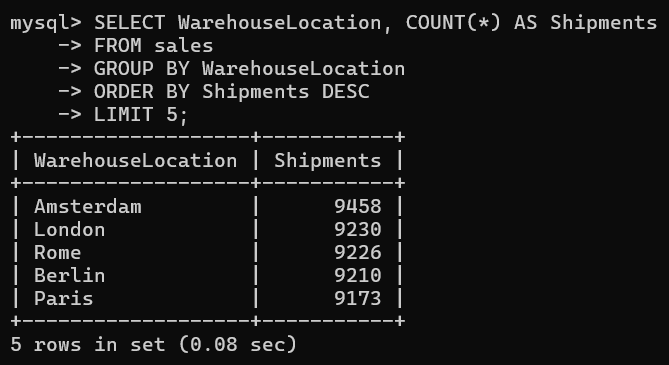 mysql> SELECT WarehouseLocation, COUNT(*) AS Shipments
    -> FROM sales
    -> GROUP BY WarehouseLocation
    -> ORDER BY Shipments DESC
    -> LIMIT 5;
+-------------------+-----------+
| WarehouseLocation | Shipments |
+-------------------+-----------+
| Amsterdam         |      9458 |
| London            |      9230 |
| Rome              |      9226 |
| Berlin            |      9210 |
| Paris             |      9173 |
+-------------------+-----------+
5 rows in set (0.08 sec)